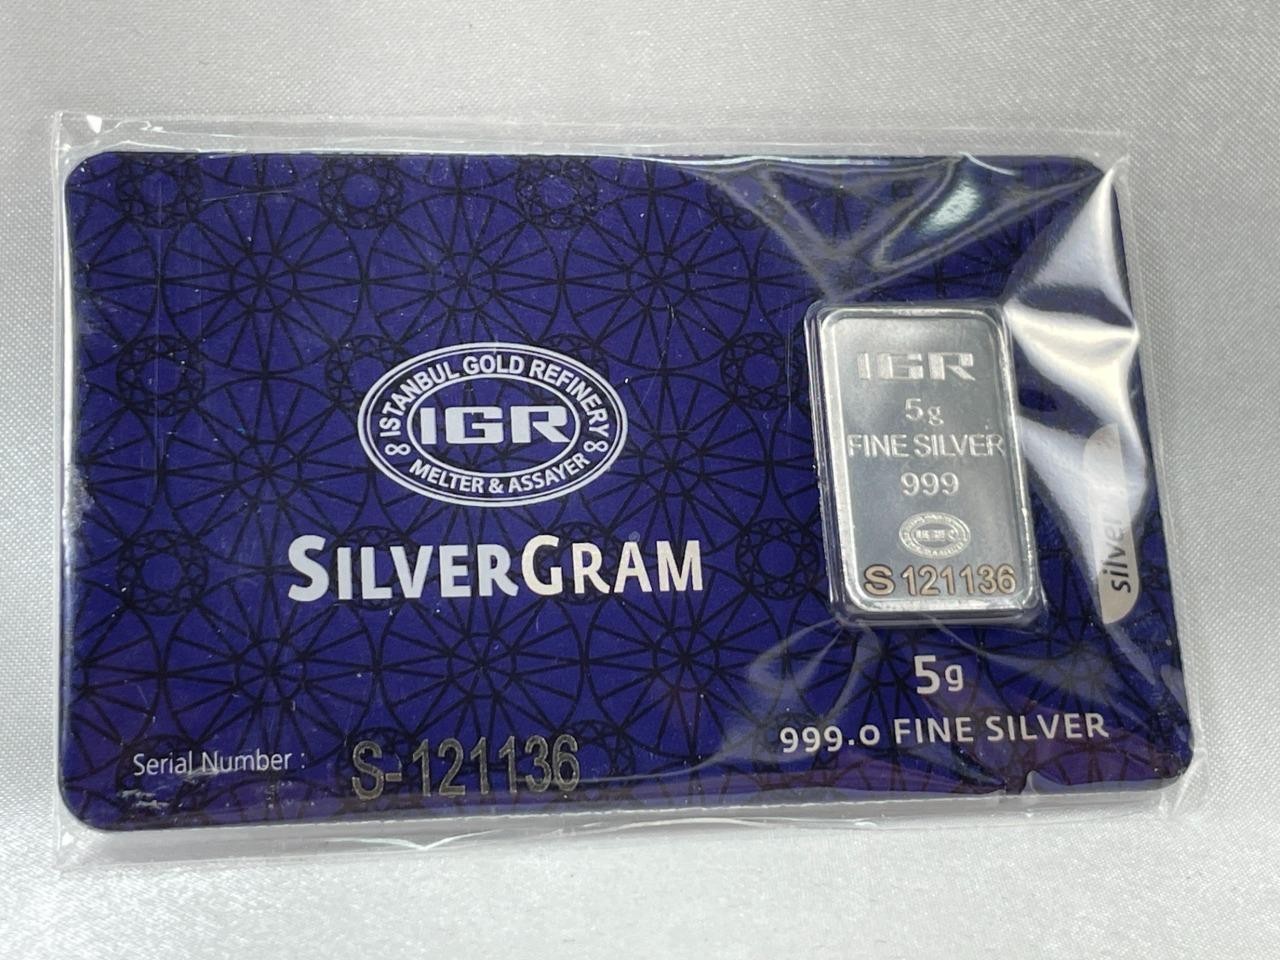 ISTANBUL GOLD REFINERY
IGR
MELTER & ASSAYER
SILVERGRAM
Serial Number : S-121136
IGR
5g
FINE SILVER
999
S 121136
silver
5g
999.0 FINE SILVER